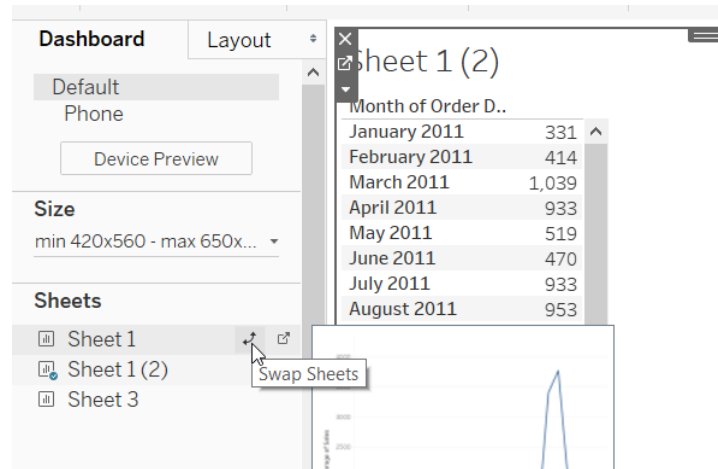 Dashboard
Layout
Default
Phone
Device Preview
Size
min 420x560 - max 650x...
Sheets
Sheet 1
Sheet 1 (2)
Sheet 3
Swap Sheets
Sheet 1 (2)
Month of Order D..
January 2011 331
February 2011 414
March 2011 1,039
April 2011 933
May 2011 519
June 2011 470
July 2011 933
August 2011 953
3000
2500